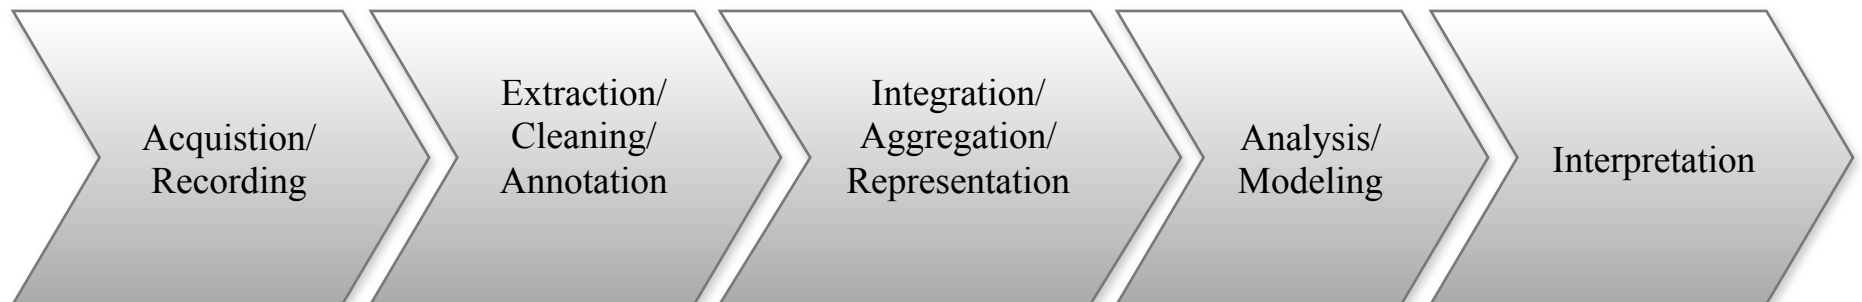 Acquistion/
Recording
Extraction/
Cleaning/
Annotation
Integration/
Aggregation/
Representation
Analysis/
Modeling
Interpretation